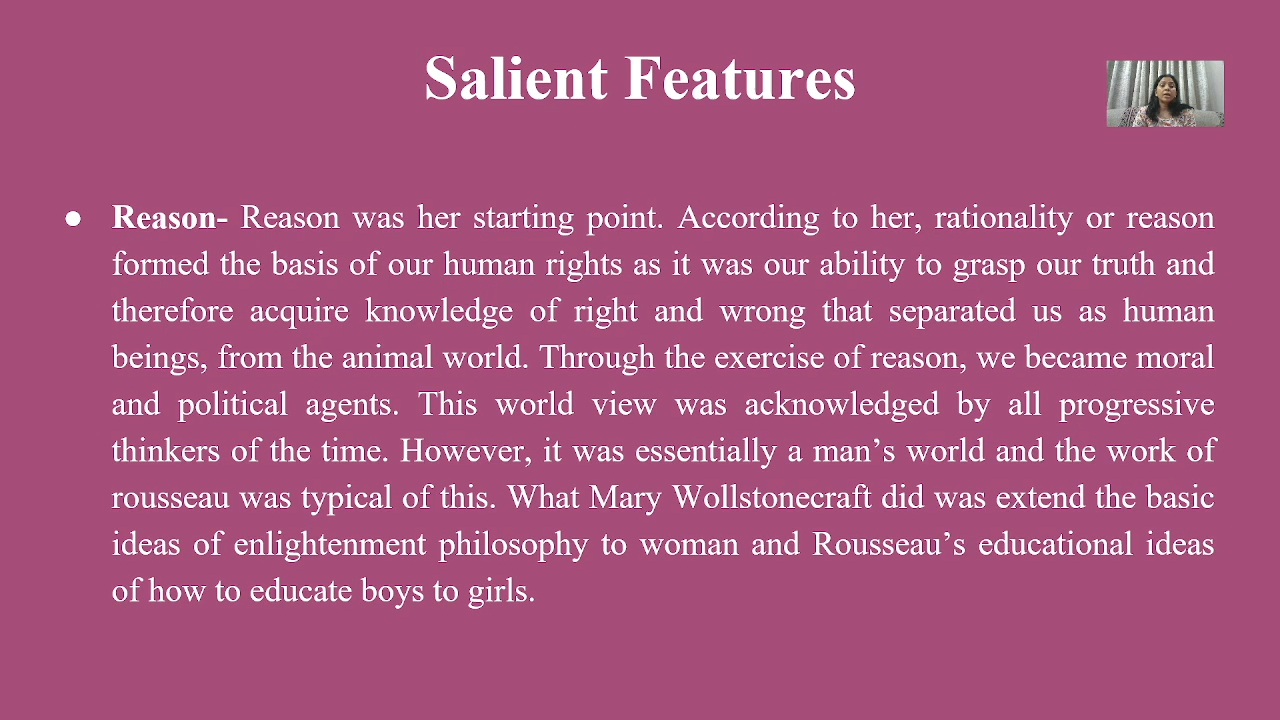 Salient Features
● Reason- Reason was her starting point. According to her, rationality or reason
formed the basis of our human rights as it was our ability to grasp our truth and
therefore acquire knowledge of right and wrong that separated us as human
beings, from the animal world. Through the exercise of reason, we became moral
and political agents. This world view was acknowledged by all progressive
thinkers of the time. However, it was essentially a man’s world and the work of
rousseau was typical of this. What Mary Wollstonecraft did was extend the basic
ideas of enlightenment philosophy to woman and Rousseau’s educational ideas
of how to educate boys to girls.